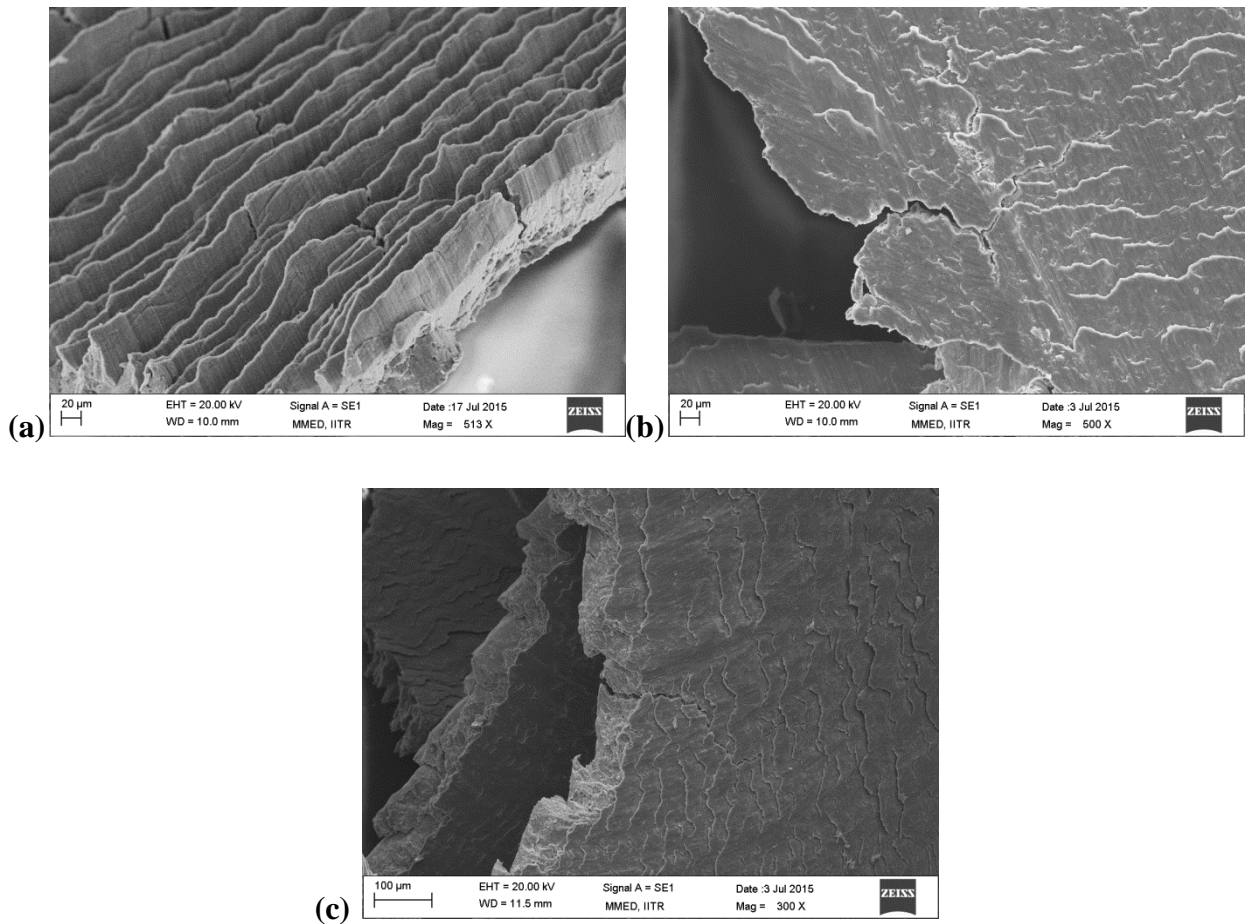 20 µm EHT = 20.00 kV Signal A = SE1 Date :17 Jul 2015 ZEISS
WD = 10.0 mm MMED, IITR Mag = 513 X
(a)
20 µm EHT = 20.00 kV Signal A = SE1 Date :3 Jul 2015 ZEISS
WD = 10.0 mm MMED, IITR Mag = 500 X
(b)
100 µm EHT = 20.00 kV Signal A = SE1 Date :3 Jul 2015 ZEISS
WD = 11.5 mm MMED, IITR Mag = 300 X
(c)